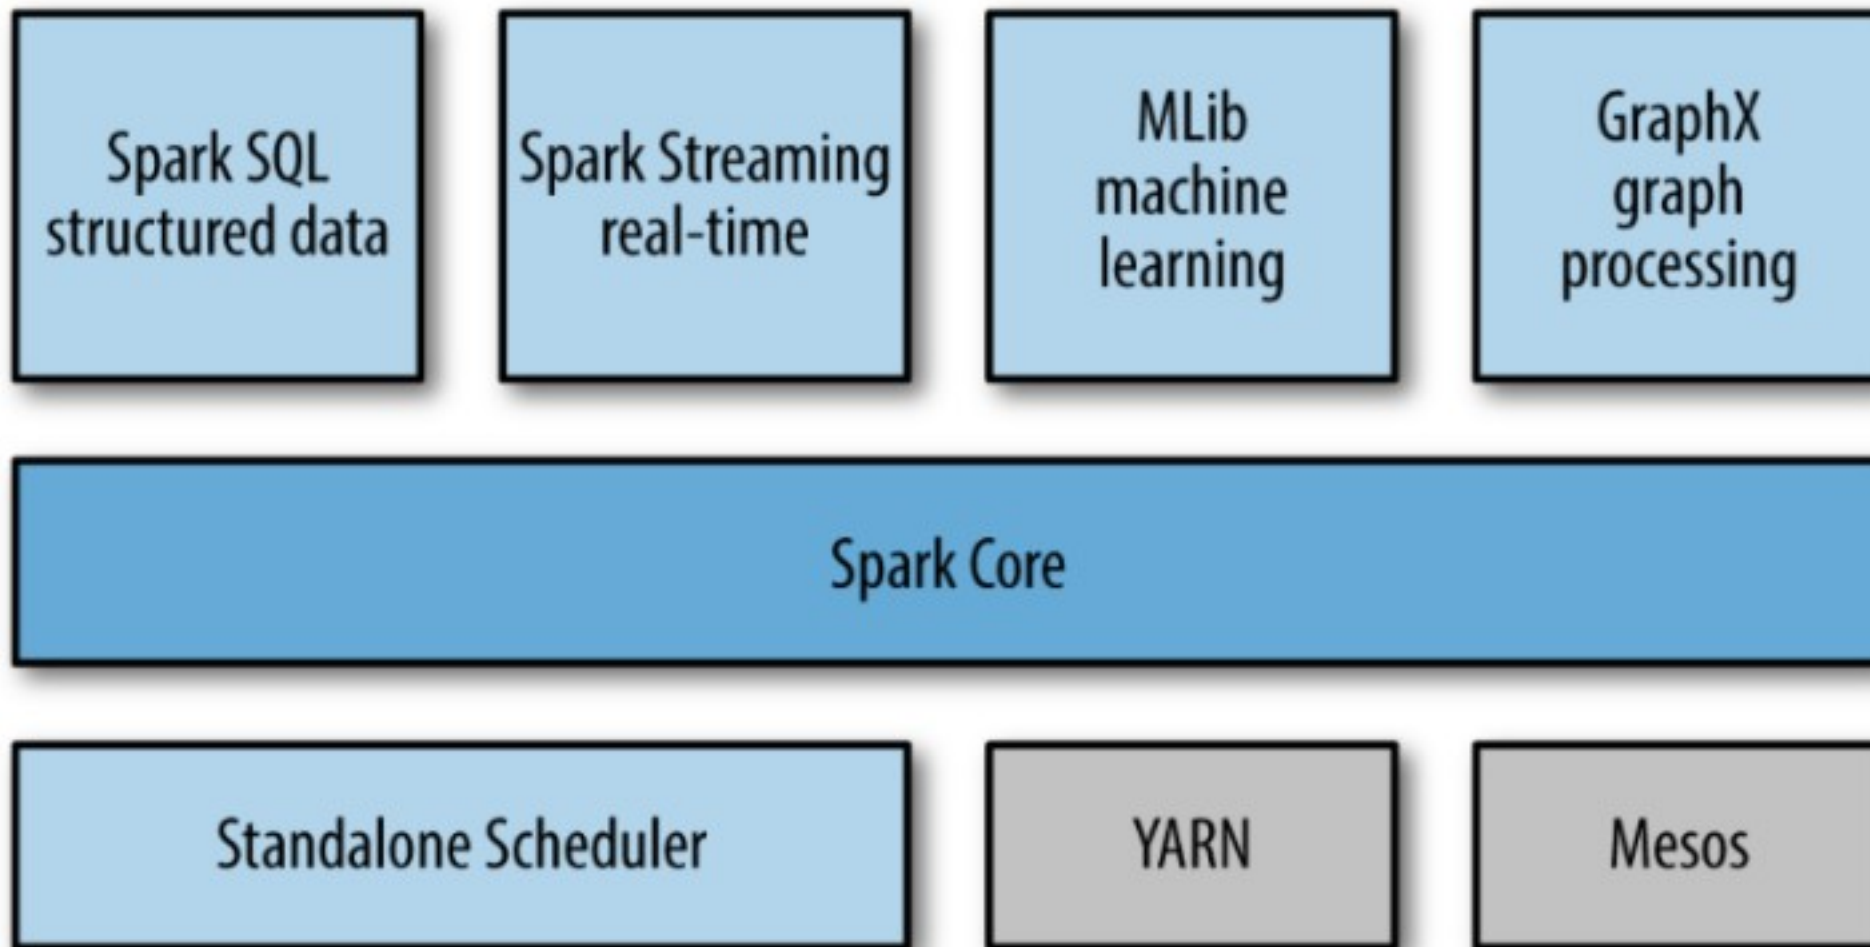 Spark SQL
structured data
Spark Streaming
real-time
MLib
machine
learning
GraphX
graph
processing
Spark Core
Standalone Scheduler
YARN
Mesos